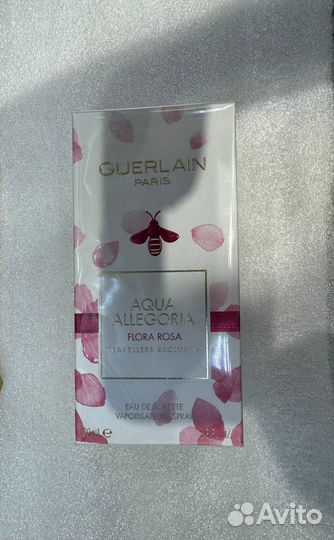 GUERLAIN
PARIS
AQUA
ALLEGORIA
FLORA ROSA
TRAVELLERS EXCLUSIVE
EAU DE TOILETTE
VAPORISATEUR SPRAY
e
Avito